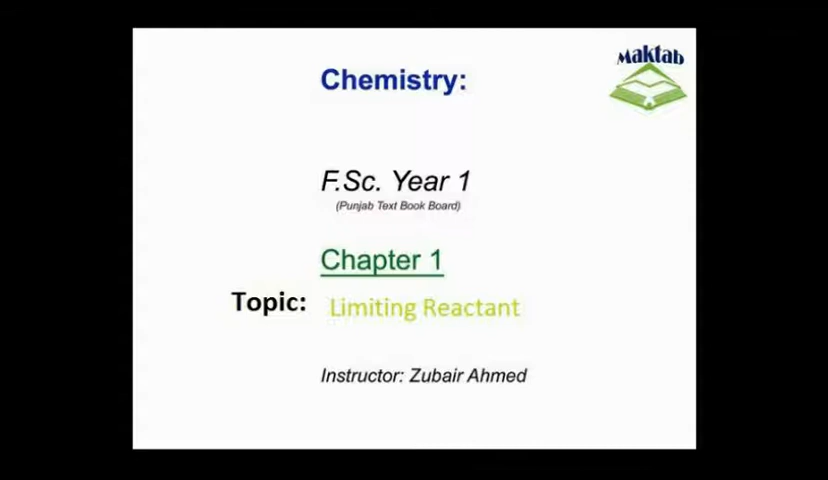 Maktab
Chemistry:
F.Sc. Year 1
(Punjab Text Book Board)
Chapter 1
Topic: Limiting Reactant
Instructor: Zubair Ahmed